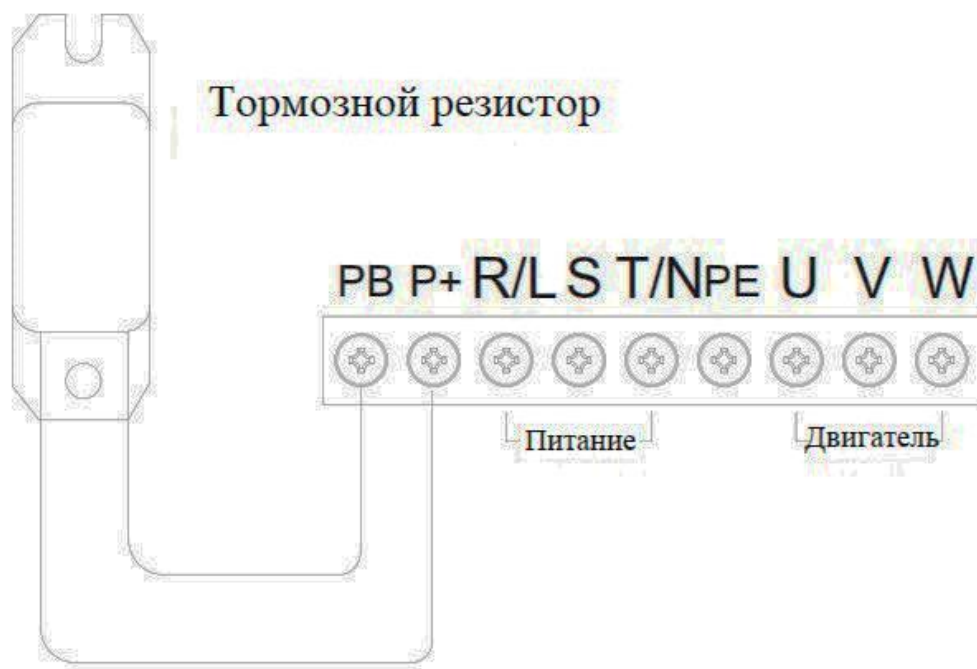 Тормозной резистор
PB P+ R/L S T/N PE U V W
Питание Двигатель